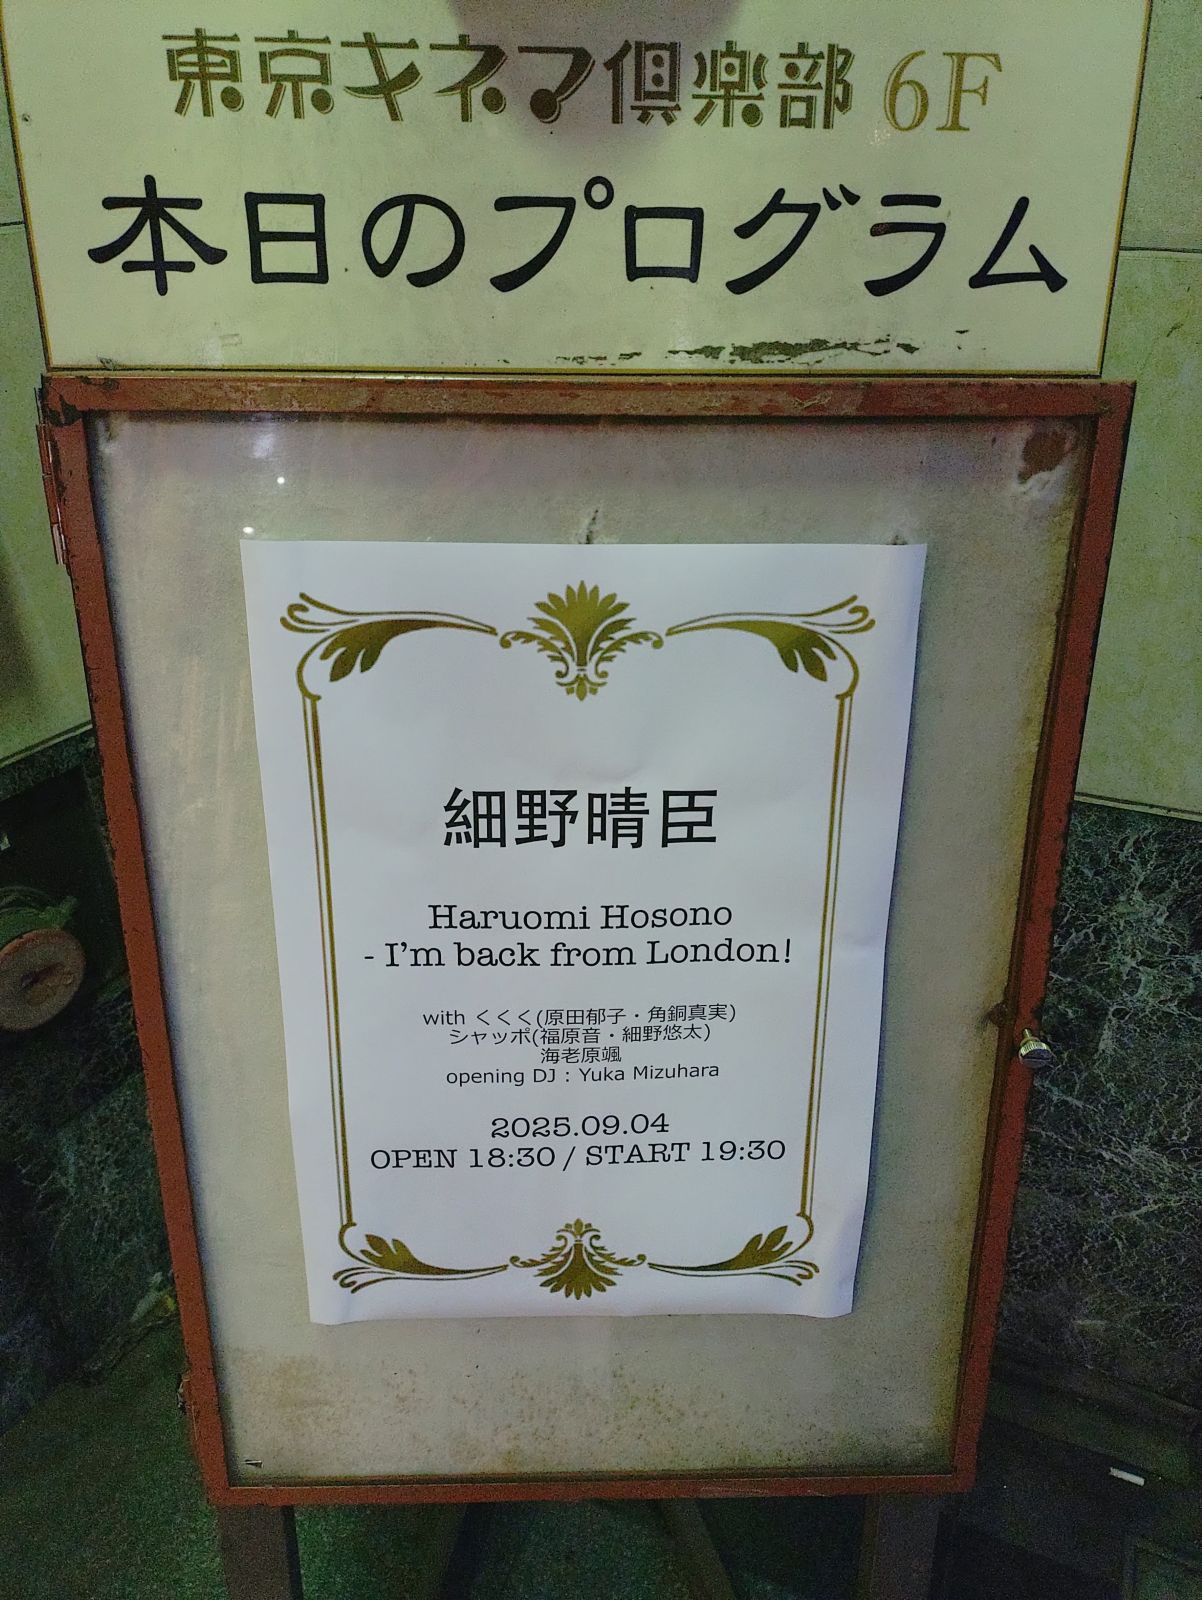 東京キネマ倶楽部 6F
本日のプログラム
細野晴臣
Haruomi Hosono
- I'm back from London!
with くくく(原田郁子・角銅真実)
シャッポ(福原音・細野悠太)
海老原颯
opening DJ : Yuka Mizuhara
2025.09.04
OPEN 18:30 / START 19:30